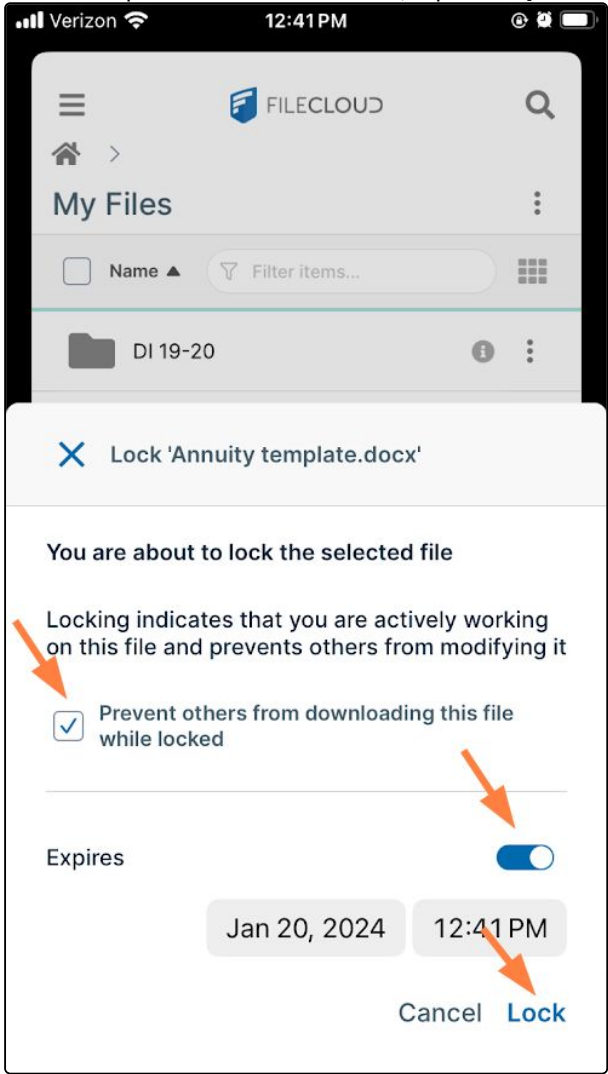 Verizon 12:41 PM
FILECLOUD
My Files
Name ▲ Filter items...
DI 19-20
Lock 'Annuity template.docx'
You are about to lock the selected file
Locking indicates that you are actively working
on this file and prevents others from modifying it
Prevent others from downloading this file
while locked
Expires
Jan 20, 2024 12:41 PM
Cancel Lock